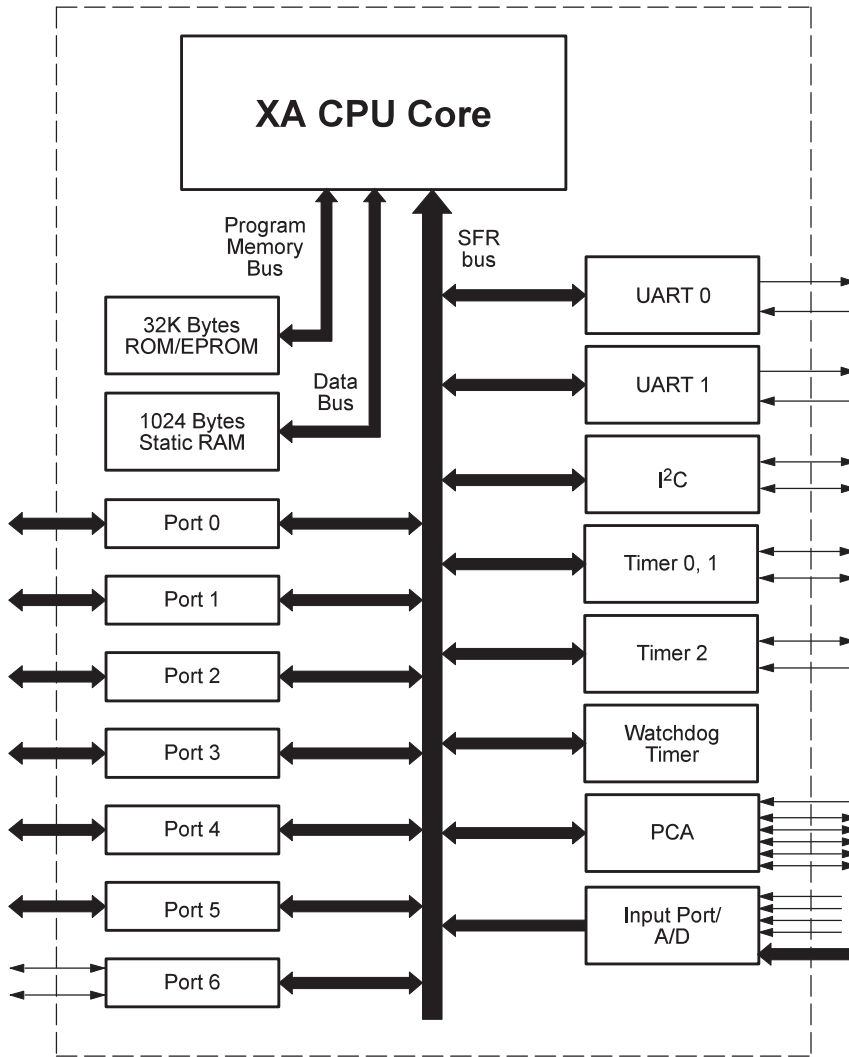 XA CPU Core
Program
Memory
Bus
SFR
bus
32K Bytes
ROM/EPROM
Data
Bus
1024 Bytes
Static RAM
Port 0
Port 1
Port 2
Port 3
Port 4
Port 5
Port 6
UART 0
UART 1
I²C
Timer 0, 1
Timer 2
Watchdog
Timer
PCA
Input Port/
A/D